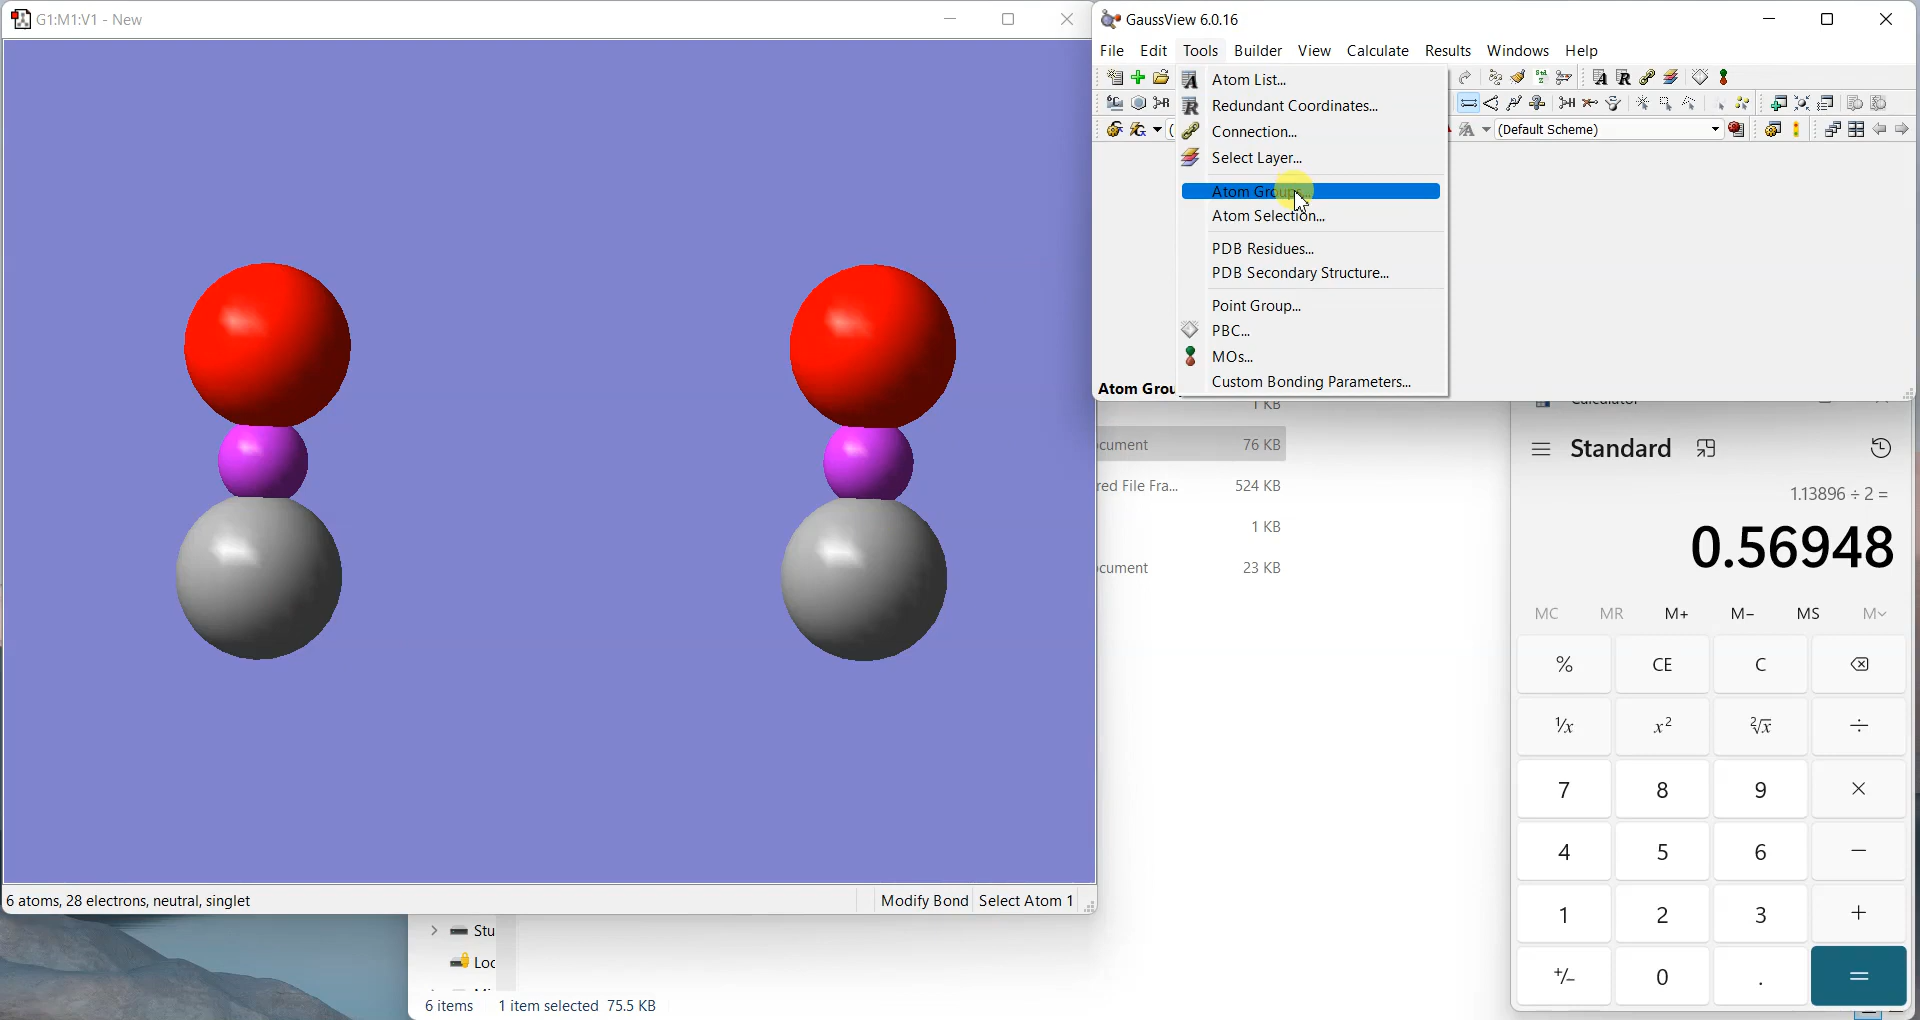 G1:M1:V1 - New
6 atoms, 28 electrons, neutral, singlet
Modify Bond
Select Atom 1
GaussView 6.0.16
File Edit Tools Builder View Calculate Results Windows Help
Atom List...
Redundant Coordinates...
Connection...
Select Layer...
Atom Groups...
Atom Selection...
PDB Residues...
PDB Secondary Structure...
Point Group...
PBC...
MOs...
Custom Bonding Parameters...
(Default Scheme)
Atom Grou
1 KB
cument 76 KB
red File Fra... 524 KB
1 KB
cument 23 KB
Stu
Loc
6 items 1 item selected 75.5 KB
Standard
1.13896 ÷ 2 =
0.56948
MC MR M+ M- MS M˅
% CE C
¹/x x² ²√x ÷
7 8 9 ×
4 5 6 −
1 2 3 +
+/− 0 . =